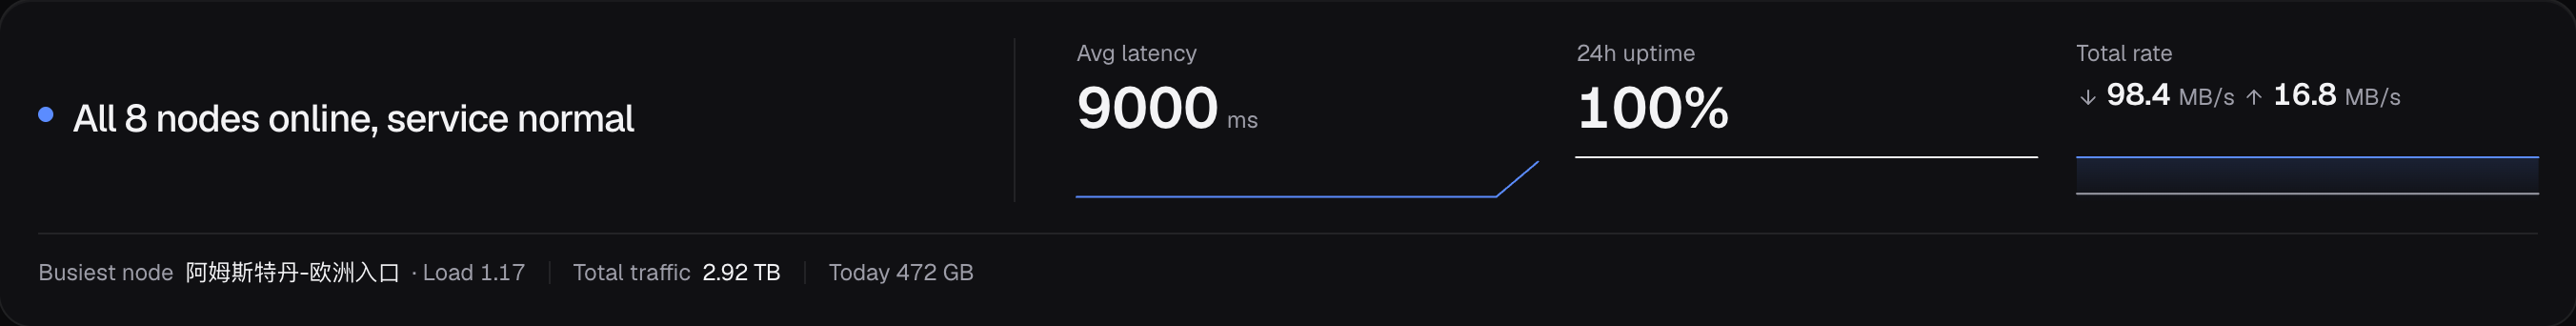 All 8 nodes online, service normal
Avg latency
9000 ms
24h uptime
100%
Total rate
↓ 98.4 MB/s ↑ 16.8 MB/s
Busiest node 阿姆斯特丹-欧洲入口 · Load 1.17
Total traffic 2.92 TB
Today 472 GB